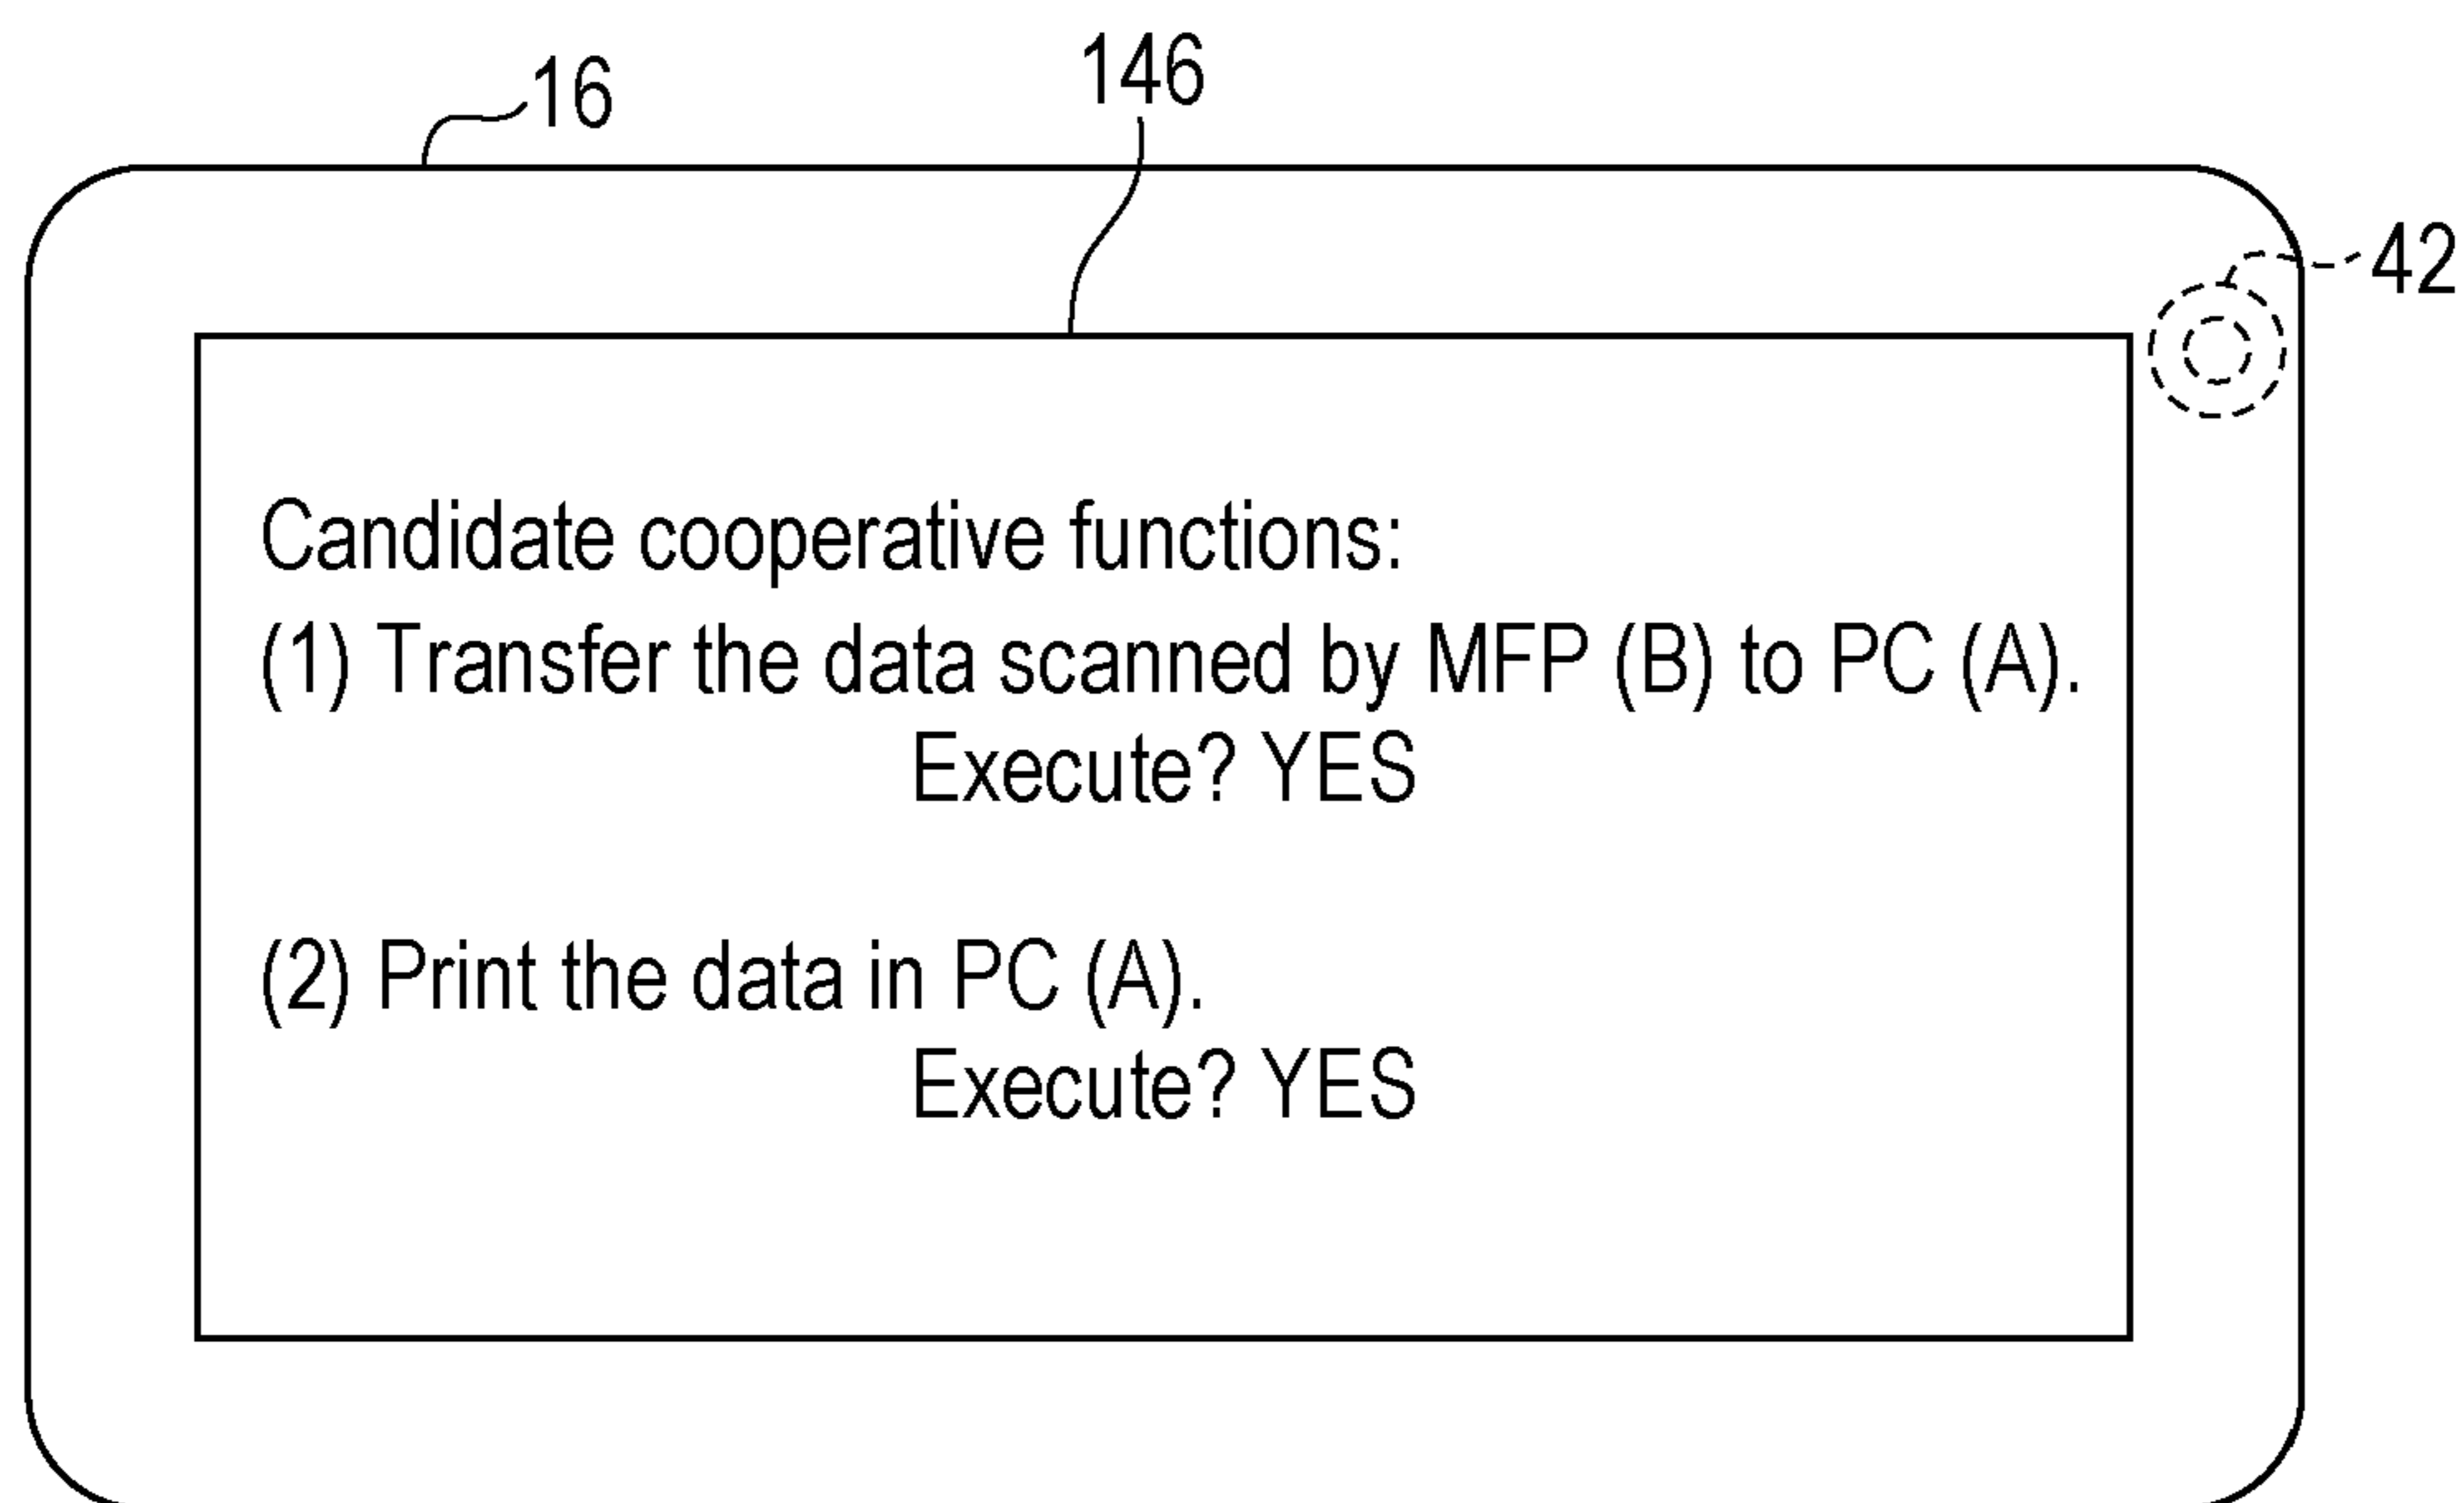 16
146
42
Candidate cooperative functions:
(1) Transfer the data scanned by MFP (B) to PC (A).
Execute? YES
(2) Print the data in PC (A).
Execute? YES